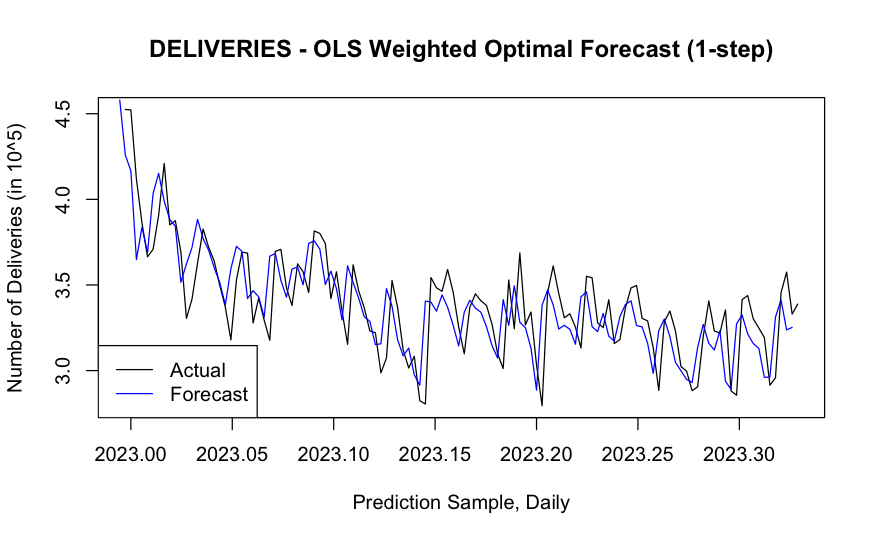 DELIVERIES - OLS Weighted Optimal Forecast (1-step)
Number of Deliveries (in 10^5)
4.5
4.0
3.5
3.0
Actual
Forecast
2023.00 2023.05 2023.10 2023.15 2023.20 2023.25 2023.30
Prediction Sample, Daily